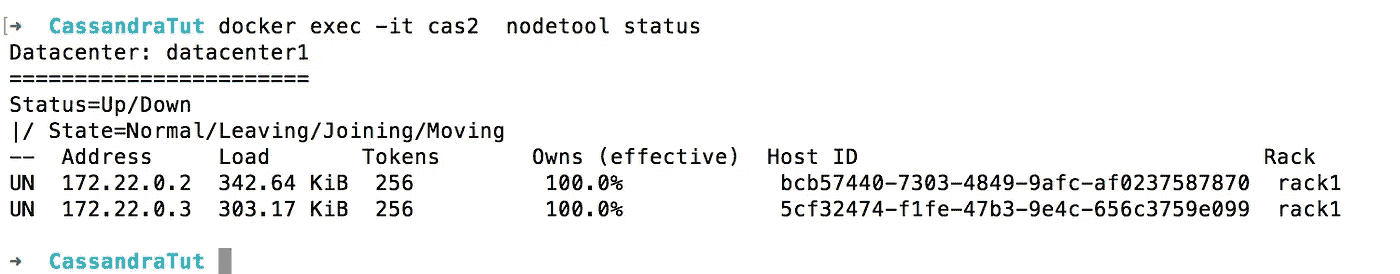 [→ CassandraTut docker exec -it cas2  nodetool status
Datacenter: datacenter1
=======================
Status=Up/Down
|/ State=Normal/Leaving/Joining/Moving
--  Address     Load       Tokens       Owns (effective)  Host ID                               Rack
UN  172.22.0.2  342.64 KiB  256          100.0%            bcb57440-7303-4849-9afc-af0237587870  rack1
UN  172.22.0.3  303.17 KiB  256          100.0%            5cf32474-f1fe-47b3-9e4c-656c3759e099  rack1
→ CassandraTut